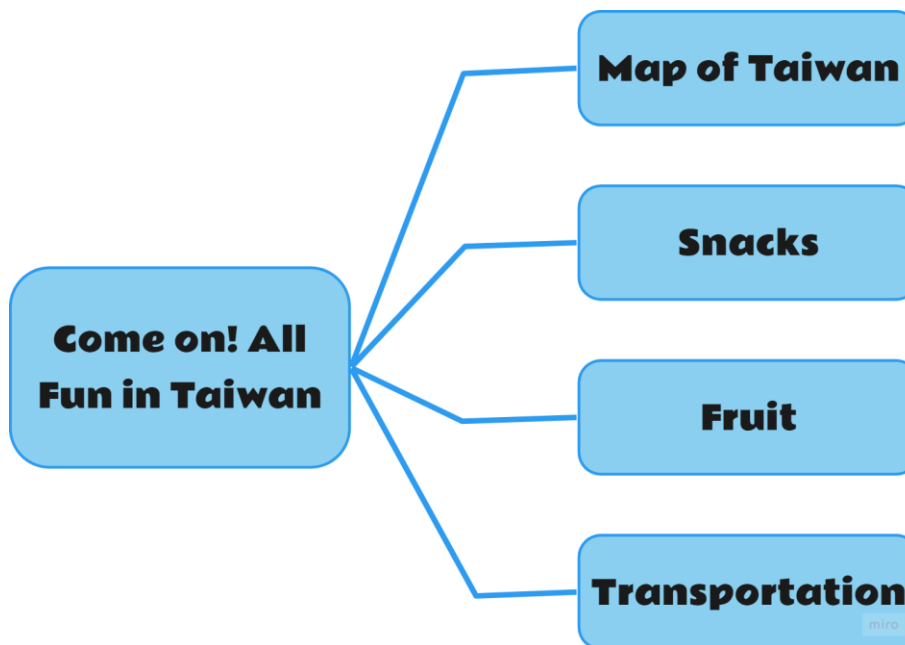 Map of Taiwan
Snacks
Come on! All
Fun in Taiwan
Fruit
Transportation
miro